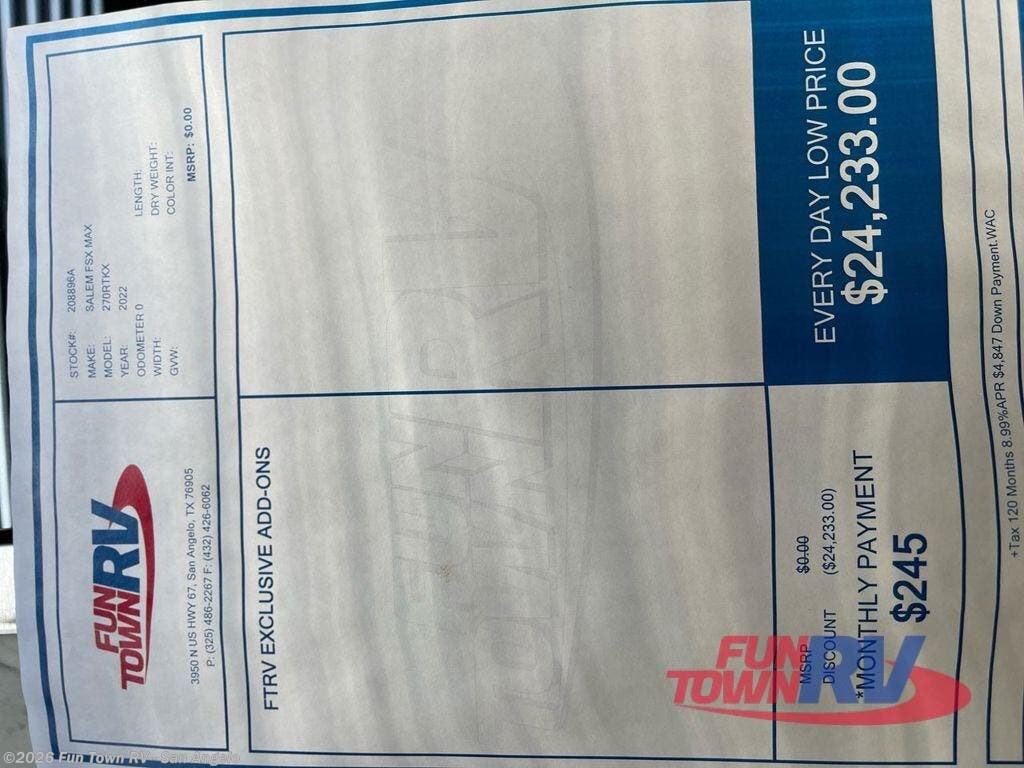 FUN
TOWN RV
3950 N US HWY 67, San Angelo, TX 76905
P: (325) 486-2267 F: (432) 426-6062
STOCK#: 208896A
MAKE: SALEM FSX MAX
MODEL: 270RTKX
YEAR: 2022
ODOMETER 0
WIDTH: LENGTH:
GVW: DRY WEIGHT:
COLOR INT:
MSRP: $0.00
FTRV EXCLUSIVE ADD-ONS
FUN
TOWN RV
MSRP $0.00
DISCOUNT ($24,233.00)
*MONTHLY PAYMENT
$245
EVERY DAY LOW PRICE
$24,233.00
+Tax 120 Months 8.99%APR $4,847 Down Payment.WAC
FUN
TOWN RV
©2026 Fun Town RV - San Angelo